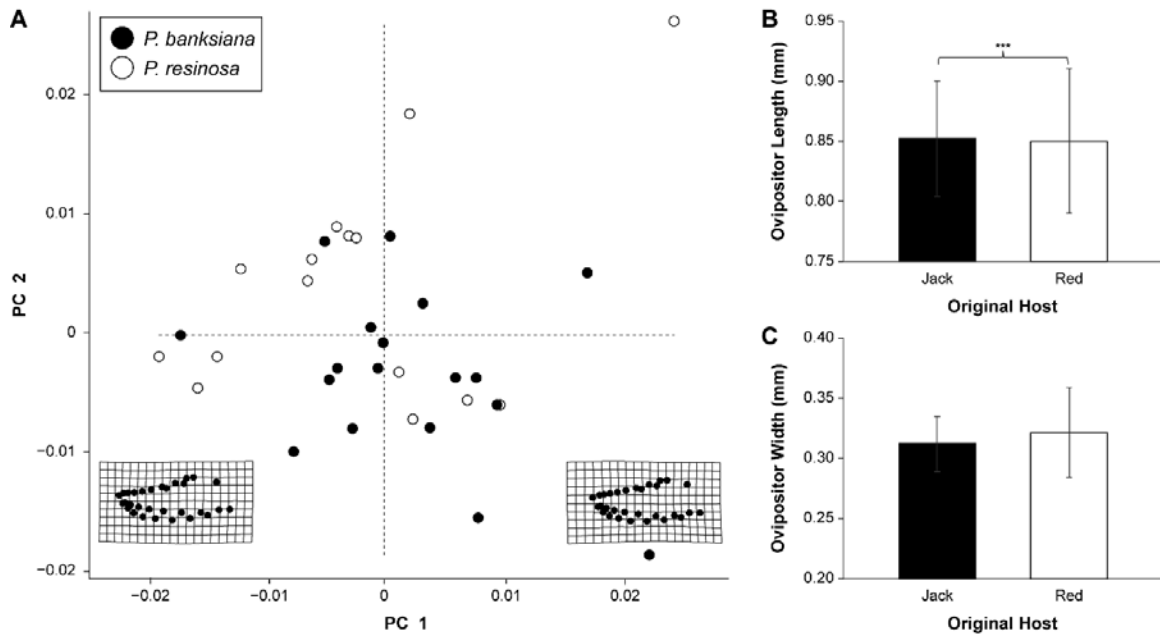 A
P. banksiana
P. resinosa
0.02
0.01
0
−0.01
−0.02
PC 2
−0.02
−0.01
0
0.01
0.02
PC 1
B
***
0.95
0.90
0.85
0.80
0.75
Ovipositor Length (mm)
Jack
Red
Original Host
C
0.40
0.35
0.30
0.25
0.20
Ovipositor Width (mm)
Jack
Red
Original Host